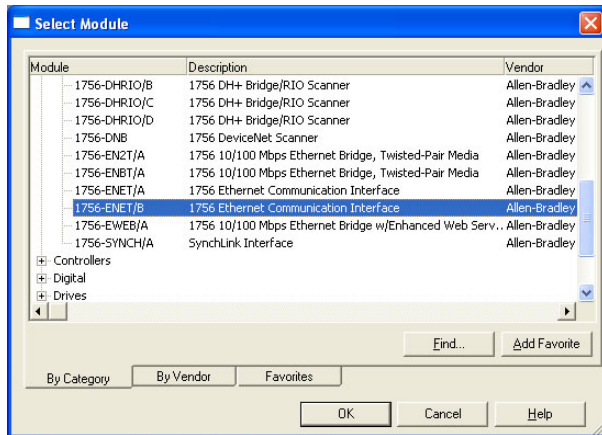 Select Module
Module Description Vendor
1756-DHRIO/B 1756 DH+ Bridge/RIO Scanner Allen-Bradley
1756-DHRIO/C 1756 DH+ Bridge/RIO Scanner Allen-Bradley
1756-DHRIO/D 1756 DH+ Bridge/RIO Scanner Allen-Bradley
1756-DNB 1756 DeviceNet Scanner Allen-Bradley
1756-EN2T/A 1756 10/100 Mbps Ethernet Bridge, Twisted-Pair Media Allen-Bradley
1756-ENBT/A 1756 10/100 Mbps Ethernet Bridge, Twisted-Pair Media Allen-Bradley
1756-ENET/A 1756 Ethernet Communication Interface Allen-Bradley
1756-ENET/B 1756 Ethernet Communication Interface Allen-Bradley
1756-EWEB/A 1756 10/100 Mbps Ethernet Bridge w/Enhanced Web Serv... Allen-Bradley
1756-SYNCH/A SynchLink Interface Allen-Bradley
Controllers
Digital
Drives
Find... Add Favorite
By Category By Vendor Favorites
OK Cancel Help